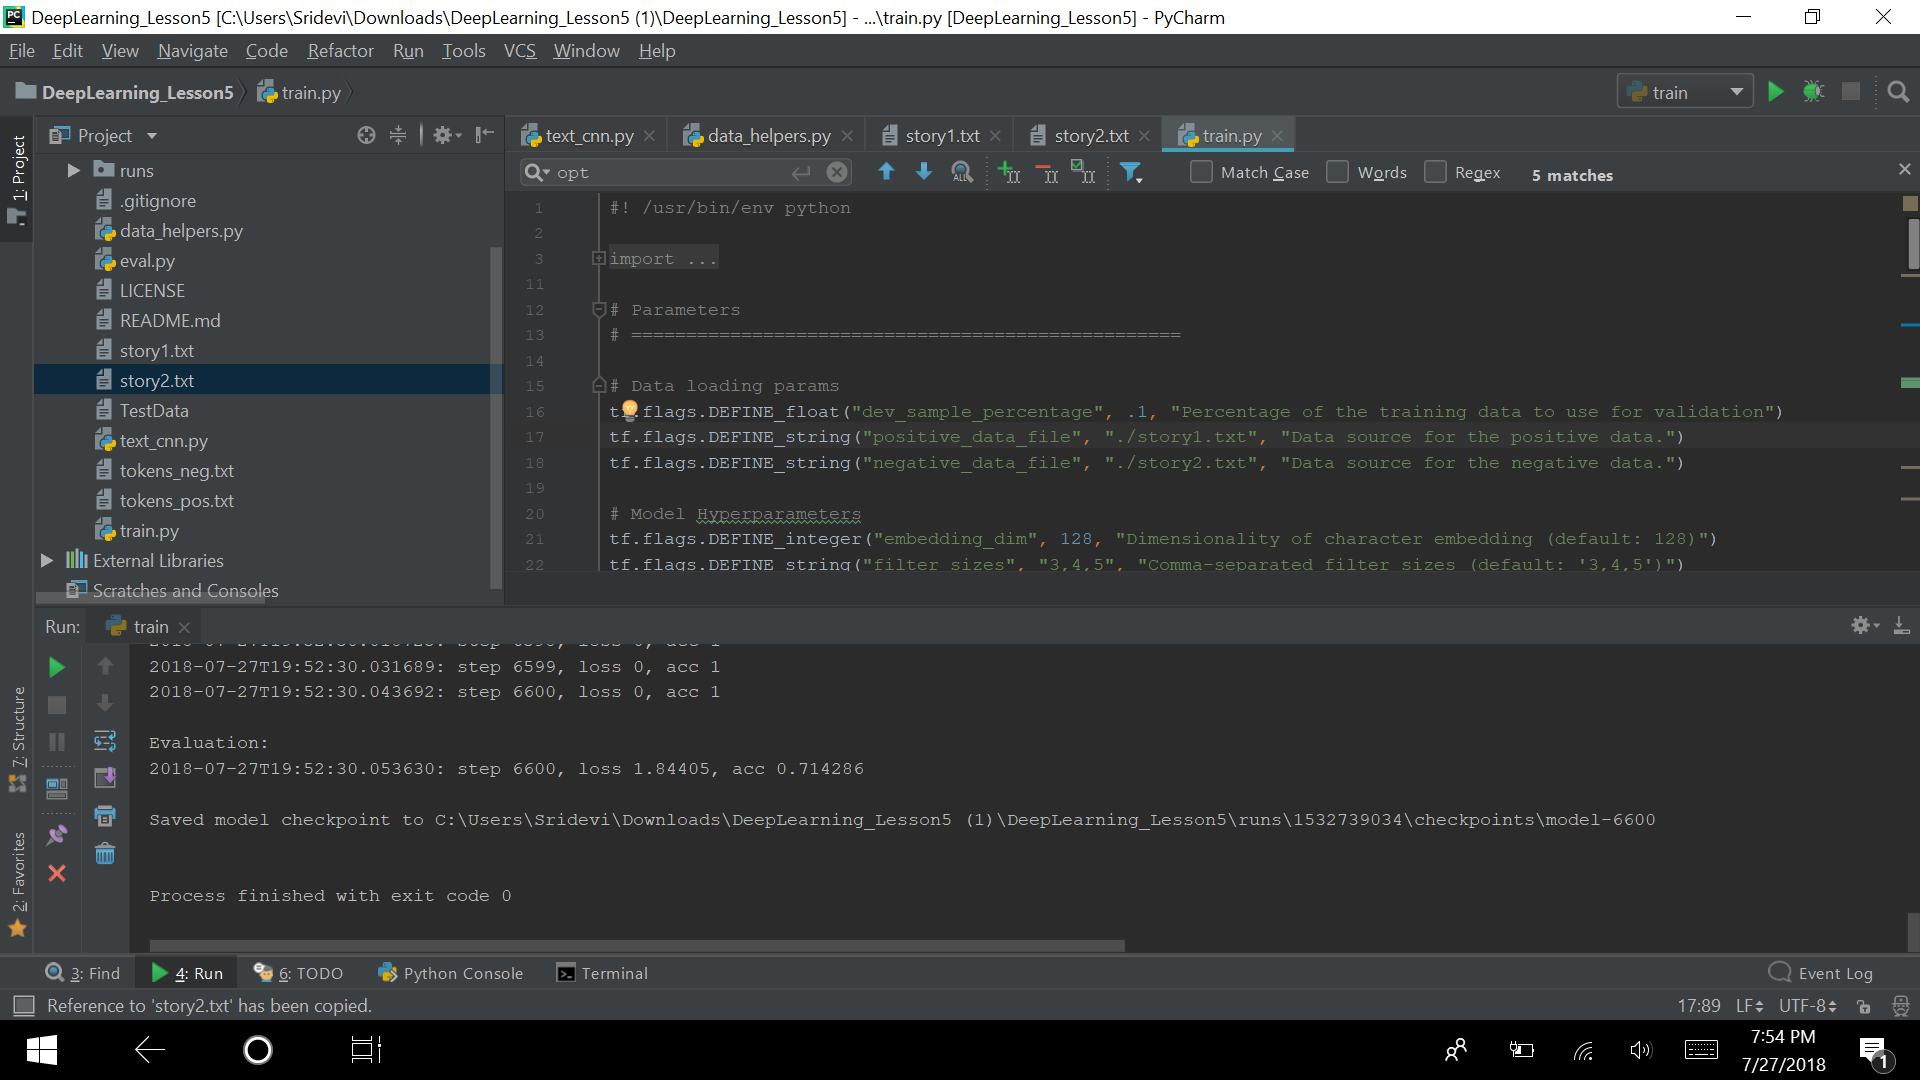 DeepLearning_Lesson5 [C:\Users\Sridevi\Downloads\DeepLearning_Lesson5 (1)\DeepLearning_Lesson5] - ...\train.py [DeepLearning_Lesson5] - PyCharm
File Edit View Navigate Code Refactor Run Tools VCS Window Help
DeepLearning_Lesson5 train.py train
Project text_cnn.py data_helpers.py story1.txt story2.txt train.py
1: Project
opt Match Case Words Regex 5 matches
runs
.gitignore
data_helpers.py
eval.py
LICENSE
README.md
story1.txt
story2.txt
TestData
text_cnn.py
tokens_neg.txt
tokens_pos.txt
train.py
External Libraries
Scratches and Consoles
1 #! /usr/bin/env python
2
3 import ...
11
12 # Parameters
13 # ==================================================
14
15 # Data loading params
16 tf.flags.DEFINE_float("dev_sample_percentage", .1, "Percentage of the training data to use for validation")
17 tf.flags.DEFINE_string("positive_data_file", "./story1.txt", "Data source for the positive data.")
18 tf.flags.DEFINE_string("negative_data_file", "./story2.txt", "Data source for the negative data.")
19
20 # Model Hyperparameters
21 tf.flags.DEFINE_integer("embedding_dim", 128, "Dimensionality of character embedding (default: 128)")
22 tf.flags.DEFINE_string("filter_sizes", "3,4,5", "Comma-separated filter sizes (default: '3,4,5')")
Run: train
7: Structure
2: Favorites
2018-07-27T19:52:30.031689: step 6599, loss 0, acc 1
2018-07-27T19:52:30.043692: step 6600, loss 0, acc 1
Evaluation:
2018-07-27T19:52:30.053630: step 6600, loss 1.84405, acc 0.714286
Saved model checkpoint to C:\Users\Sridevi\Downloads\DeepLearning_Lesson5 (1)\DeepLearning_Lesson5\runs\1532739034\checkpoints\model-6600
Process finished with exit code 0
3: Find 4: Run 6: TODO Python Console Terminal Event Log
Reference to 'story2.txt' has been copied. 17:89 LF UTF-8
7:54 PM
7/27/2018
1